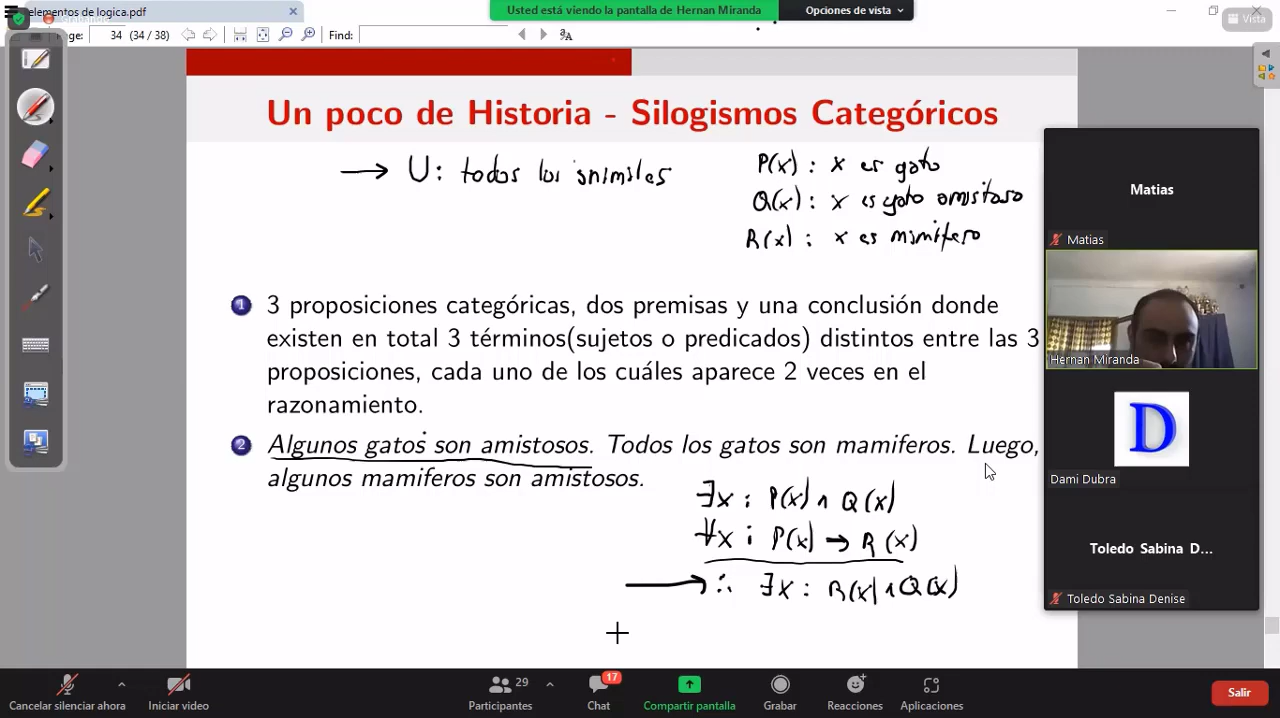 elementos de logica.pdf
Usted está viendo la pantalla de Hernan Miranda
Opciones de vista
Vista
34 (34 / 38)
Find:
Un poco de Historia - Silogismos Categóricos
→ U: todos los animales
P(x) : x es gato
Q(x) : x es gato amistoso
R(x) : x es mamifero
1 3 proposiciones categóricas, dos premisas y una conclusión donde
existen en total 3 términos(sujetos o predicados) distintos entre las 3
proposiciones, cada uno de los cuáles aparece 2 veces en el
razonamiento.
2 Algunos gatos son amistosos. Todos los gatos son mamiferos. Luego,
algunos mamiferos son amistosos.
∃x : P(x) ∧ Q(x)
∀x : P(x) → R(x)
→ ∴ ∃x : R(x) ∧ Q(x)
Matias
Matias
Hernan Miranda
D
Dami Dubra
Toledo Sabina D...
Toledo Sabina Denise
Cancelar silenciar ahora
Iniciar video
29
Participantes
17
Chat
Compartir pantalla
Grabar
Reacciones
Aplicaciones
Salir